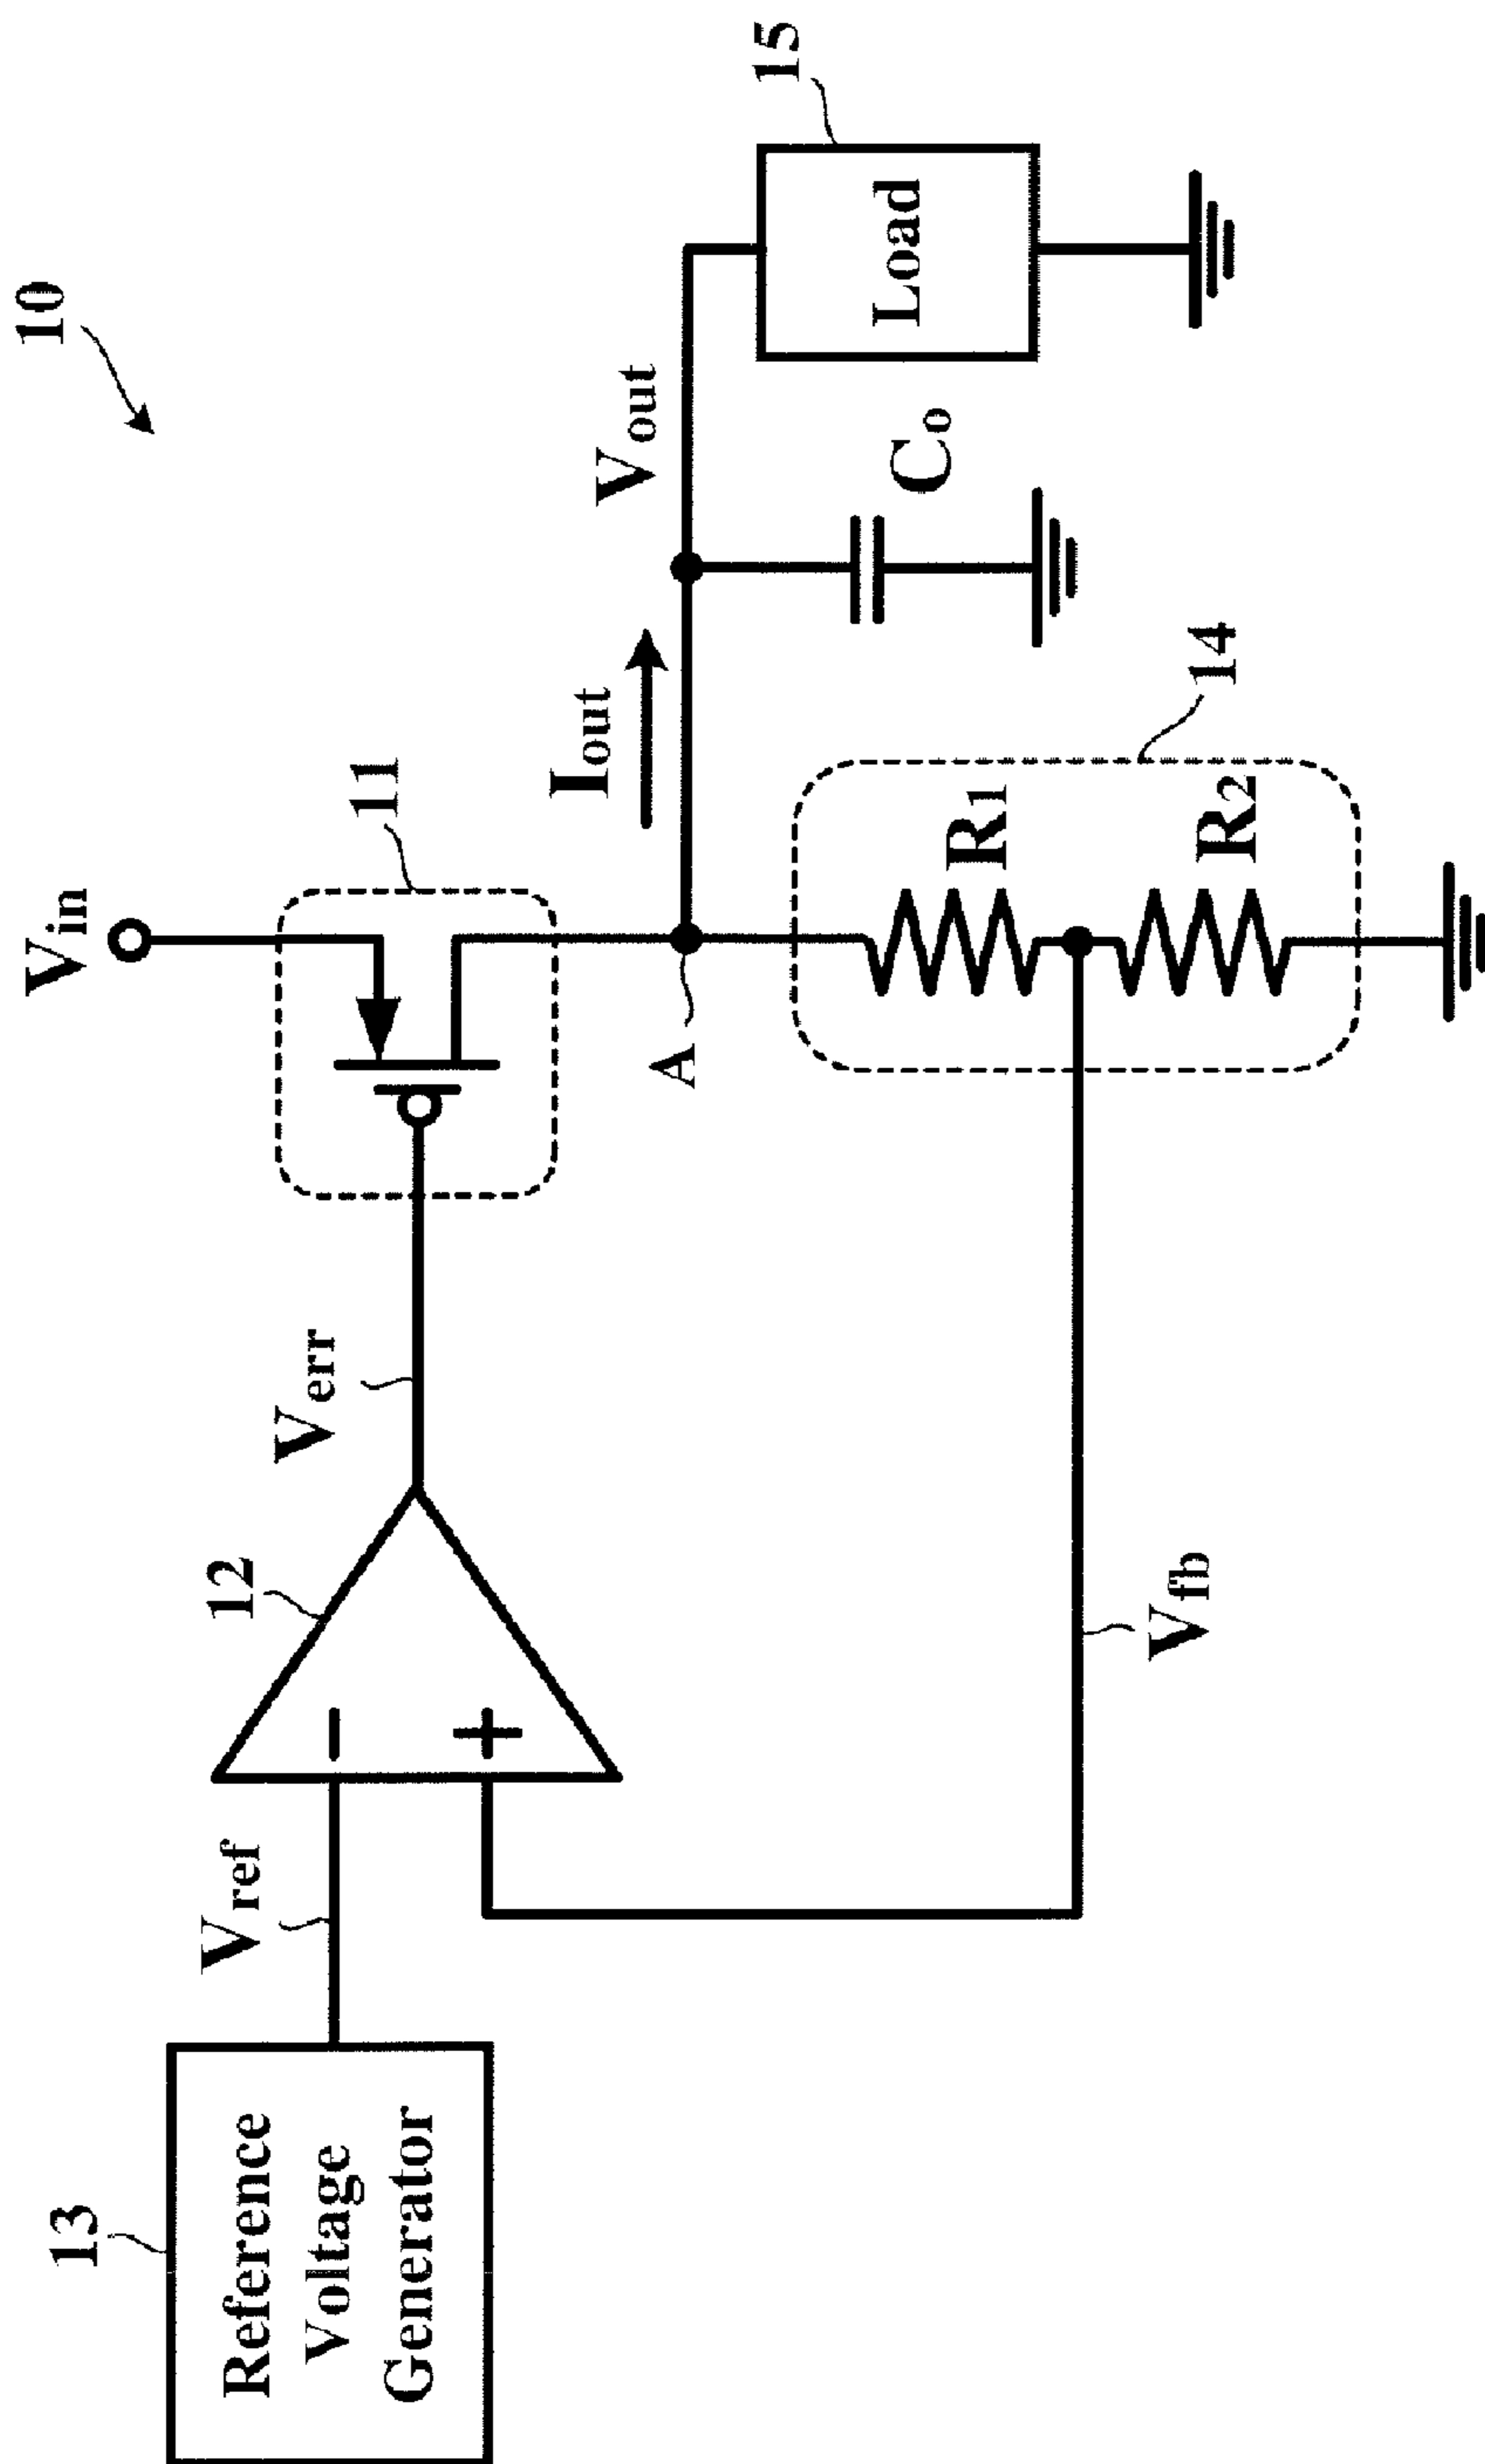 10
Vin
11
Iout
Vout
15
Load
Co
A
R1
R2
14
13
Reference
Voltage
Generator
Vref
12
−
+
Verr
Vfb